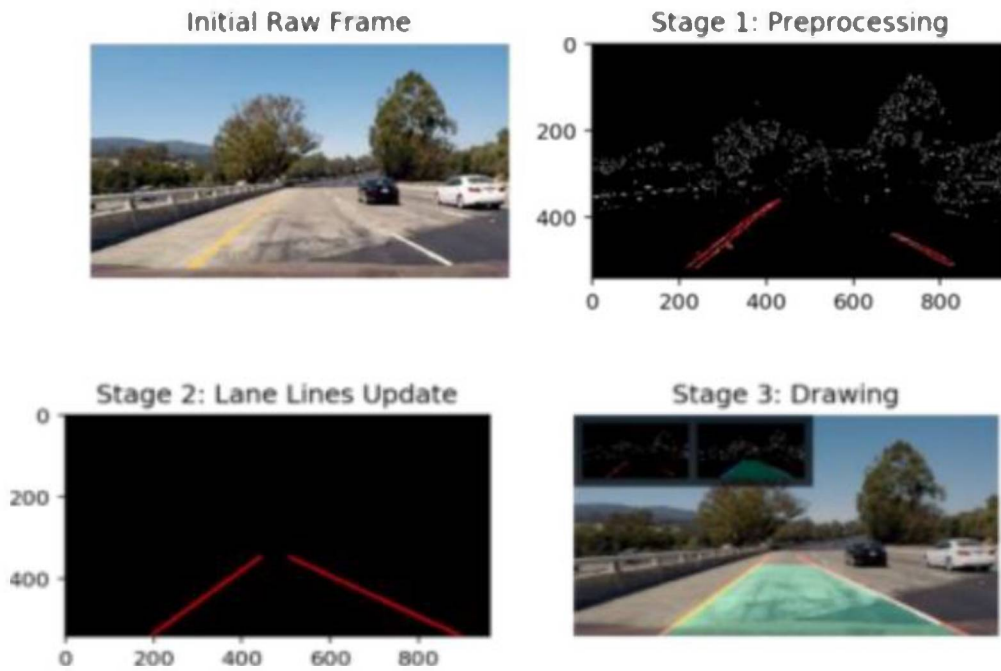 Initial Raw Frame
Stage 1: Preprocessing
0
200
400
0 200 400 600 800
Stage 2: Lane Lines Update
0
200
400
0 200 400 600 800
Stage 3: Drawing